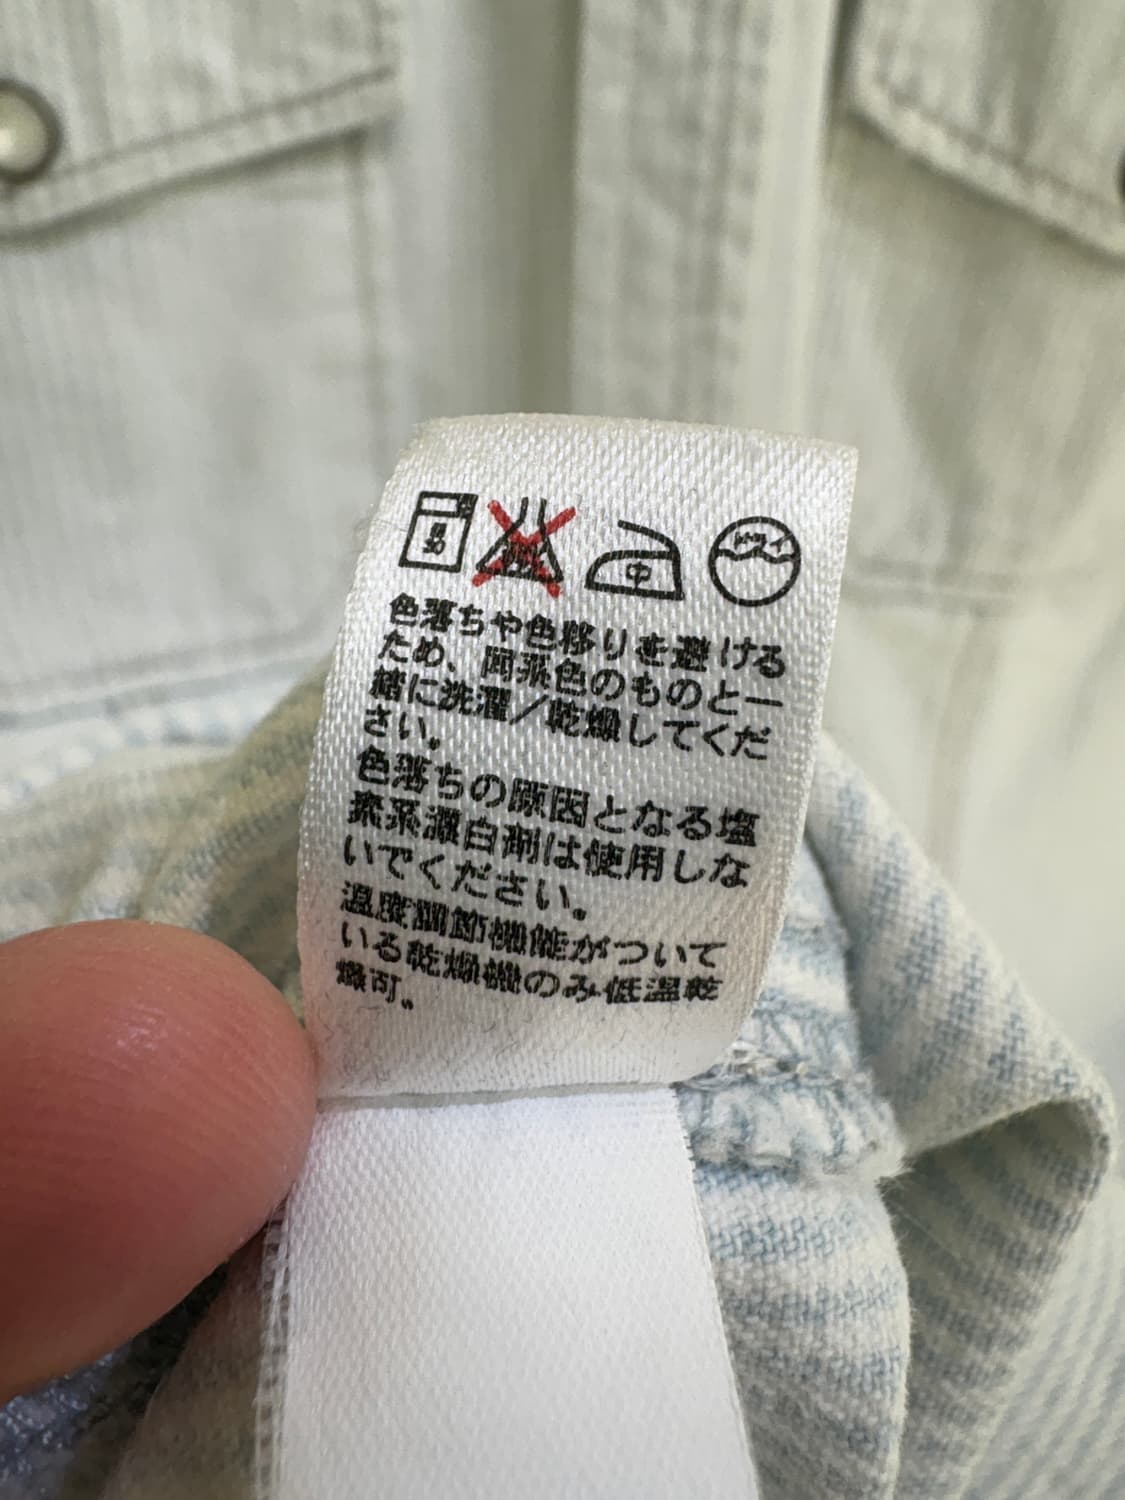 中 ドライ
色落ちや色移りを避ける
ため、同系色のものと一
緒に洗濯/乾燥してくだ
さい。
色落ちの原因となる塩
素系漂白剤は使用しな
いでください。
温度調節機能がついて
いる乾燥機のみ低温乾
燥可。